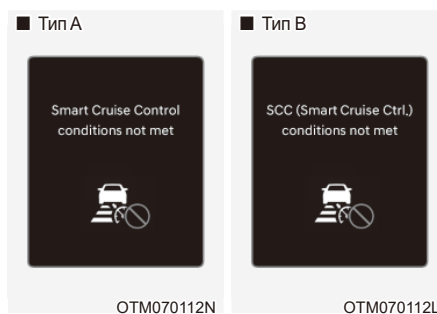 ■ Тип A
Smart Cruise Control
conditions not met
OTM070112N
■ Тип B
SCC (Smart Cruise Ctrl.)
conditions not met
OTM070112L